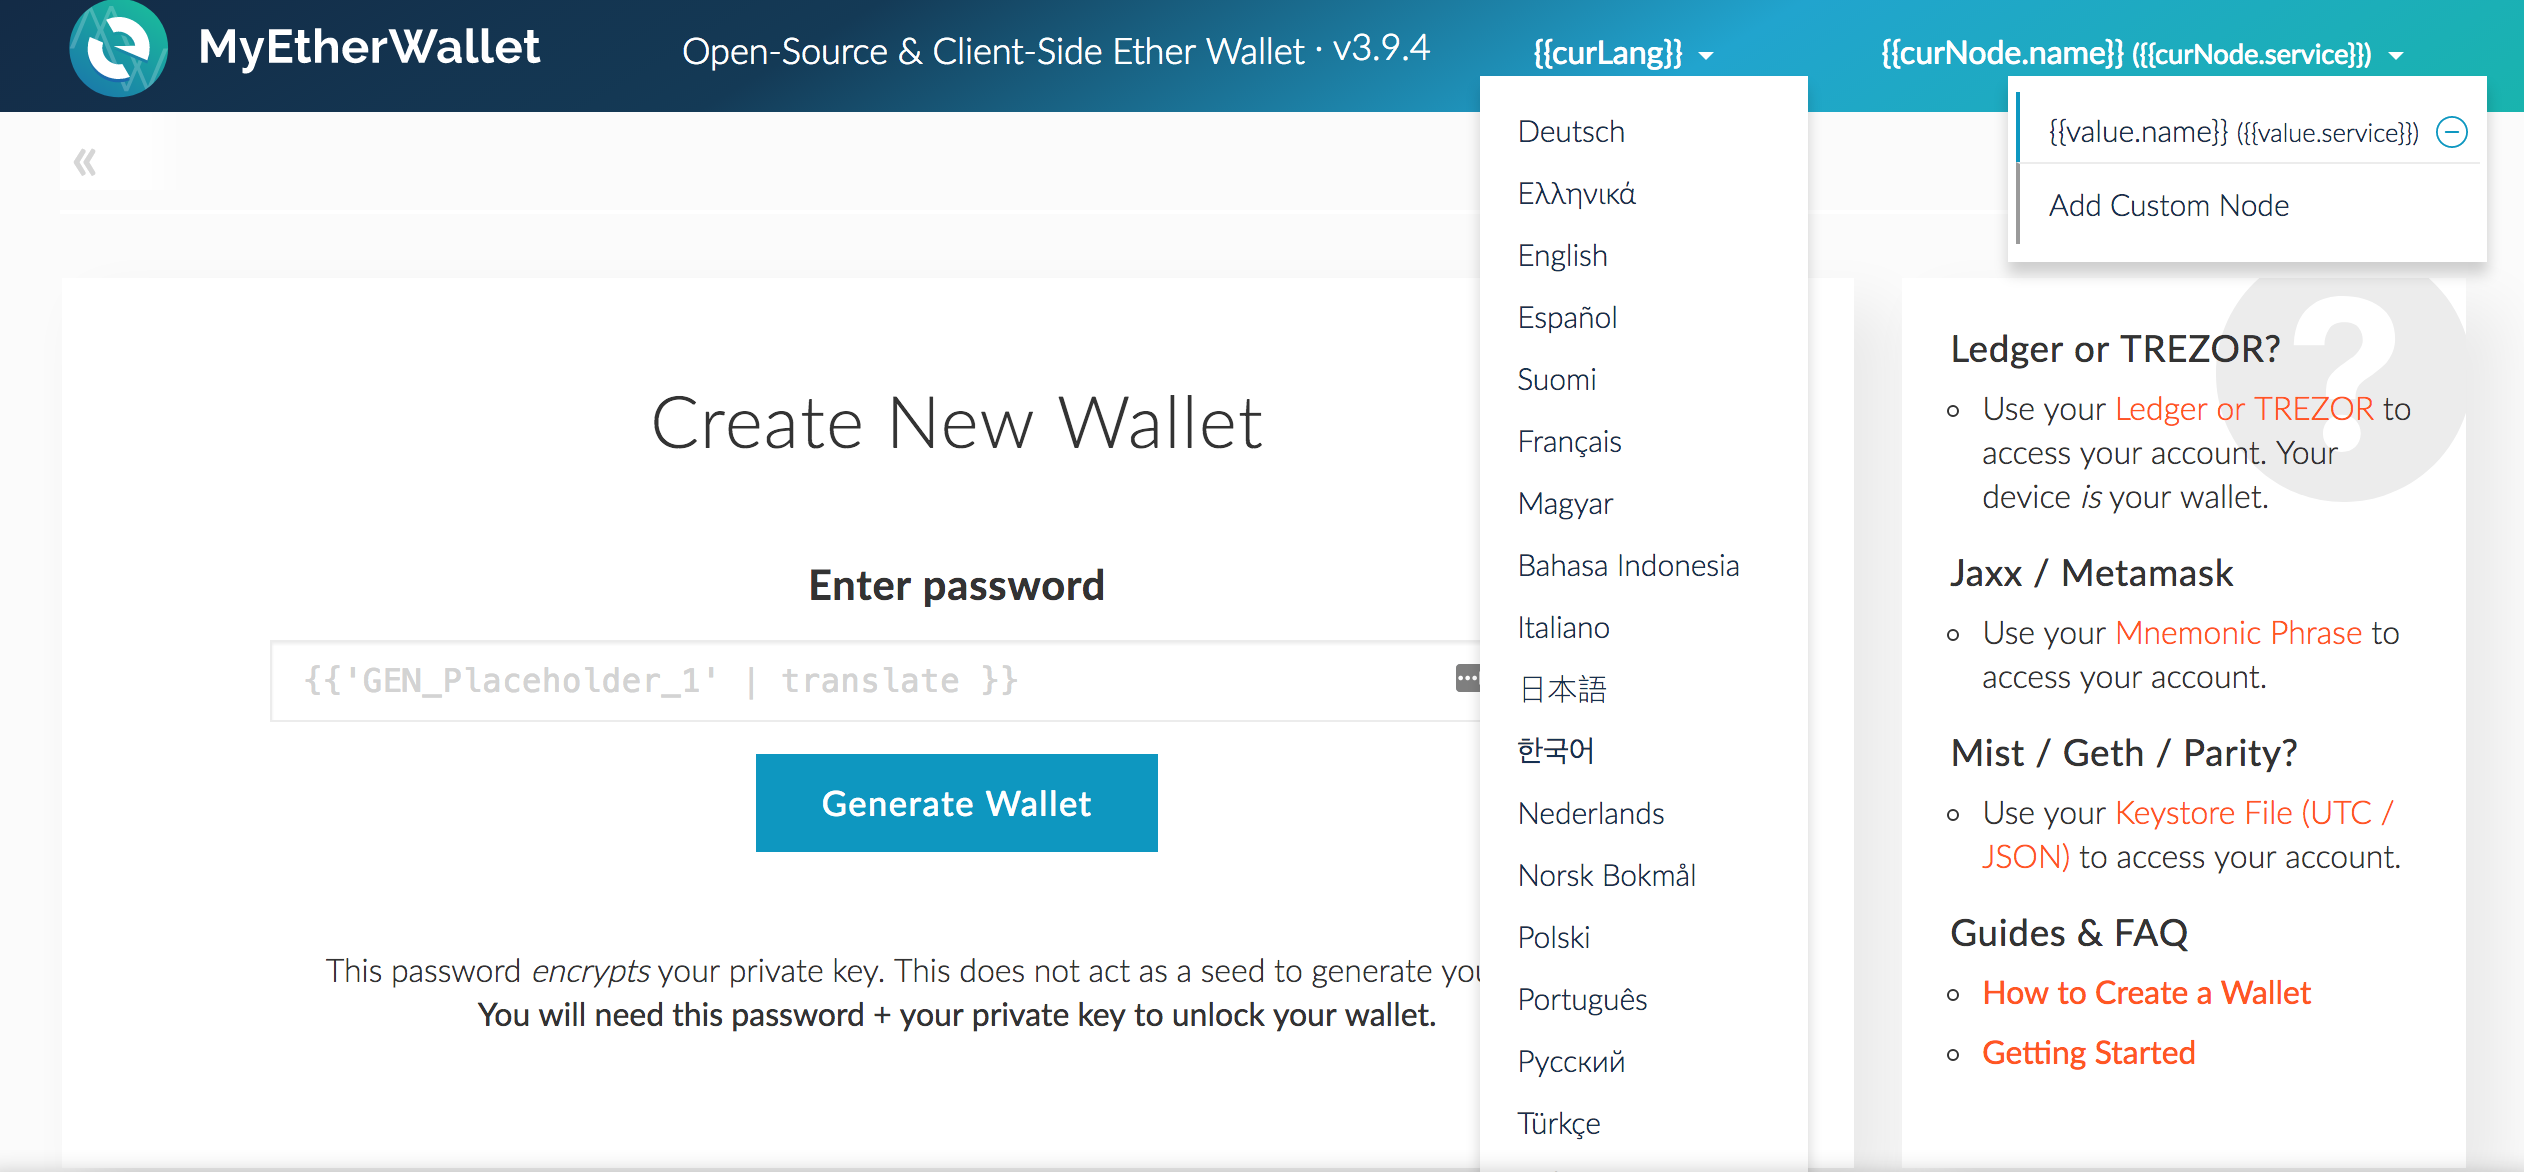 MyEtherWallet
Open-Source & Client-Side Ether Wallet · v3.9.4
{{curLang}}
{{curNode.name}} ({{curNode.service}})
{{value.name}} ({{value.service}})
Add Custom Node
«
Deutsch
Ελληνικά
English
Español
Suomi
Français
Magyar
Bahasa Indonesia
Italiano
日本語
한국어
Nederlands
Norsk Bokmål
Polski
Português
Русский
Türkçe
Create New Wallet
Enter password
{{'GEN_Placeholder_1' | translate }}
Generate Wallet
This password encrypts your private key. This does not act as a seed to generate you
You will need this password + your private key to unlock your wallet.
?
Ledger or TREZOR?
Use your Ledger or TREZOR to
access your account. Your
device is your wallet.
Jaxx / Metamask
Use your Mnemonic Phrase to
access your account.
Mist / Geth / Parity?
Use your Keystore File (UTC /
JSON) to access your account.
Guides & FAQ
How to Create a Wallet
Getting Started